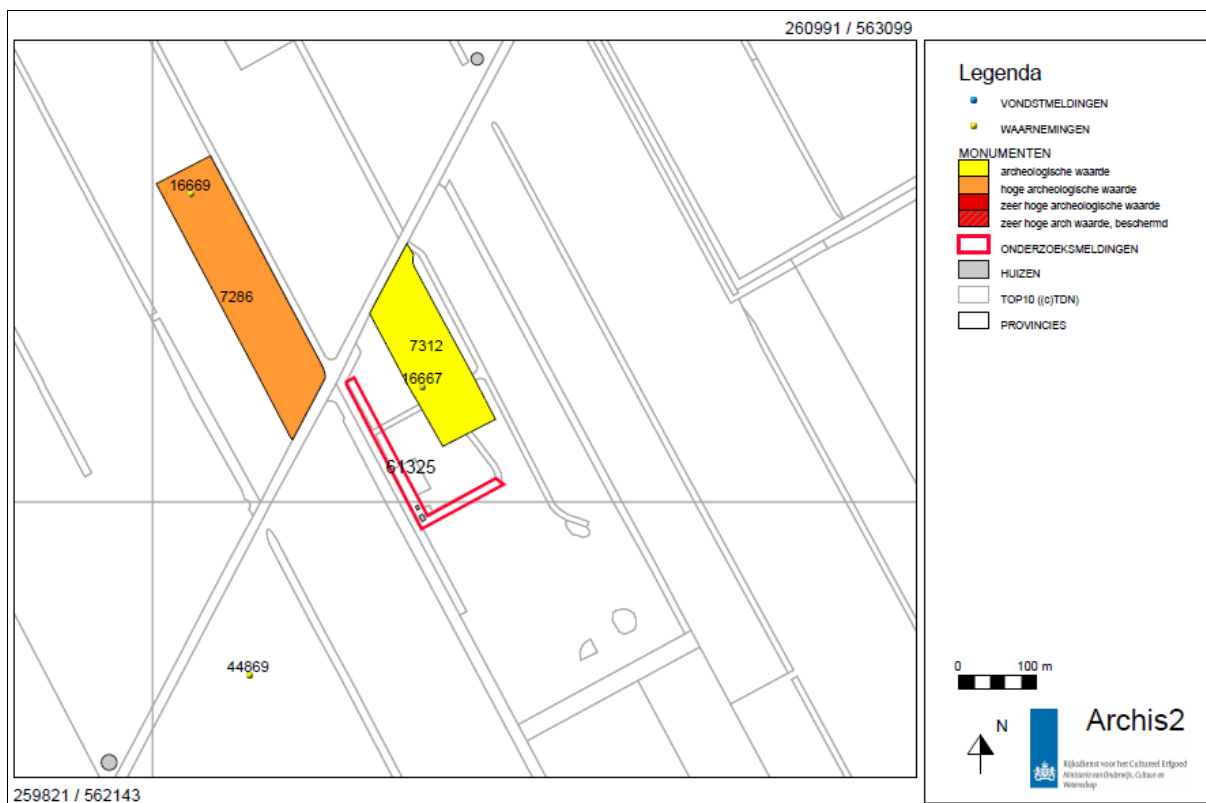 260991 / 563099
16669
7286
7312
16667
61325
44869
259821 / 562143
Legenda
VONDSTMELDINGEN
WAARNEMINGEN
MONUMENTEN
archeologische waarde
hoge archeologische waarde
zeer hoge archeologische waarde
zeer hoge arch waarde, beschermd
ONDERZOEKSMELDINGEN
HUIZEN
TOP10 ((c)TDN)
PROVINCIES
0 100 m
N
Archis2
Rijksdienst voor het Cultureel Erfgoed
Ministerie van Onderwijs, Cultuur en
Wetenschap